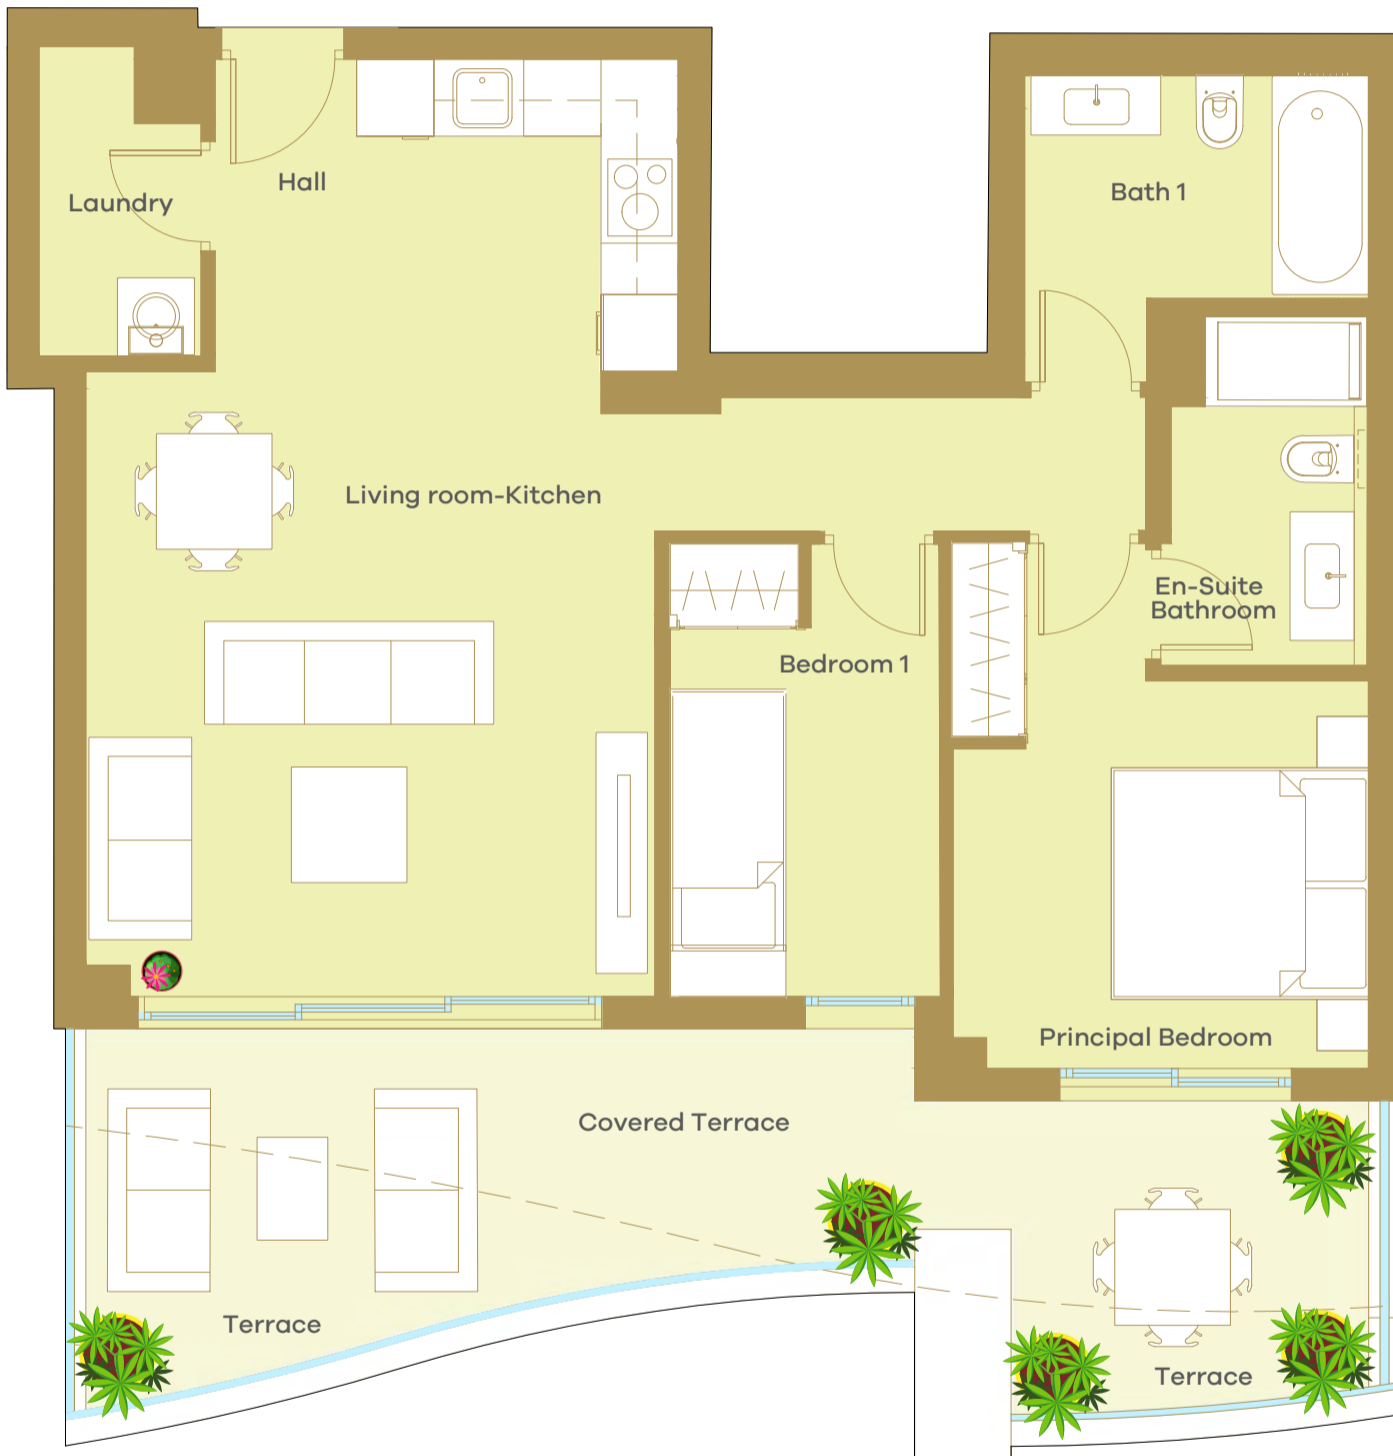 Hall
Laundry
Bath 1
Living room-Kitchen
En-Suite
Bathroom
Bedroom 1
Principal Bedroom
Covered Terrace
Terrace
Terrace